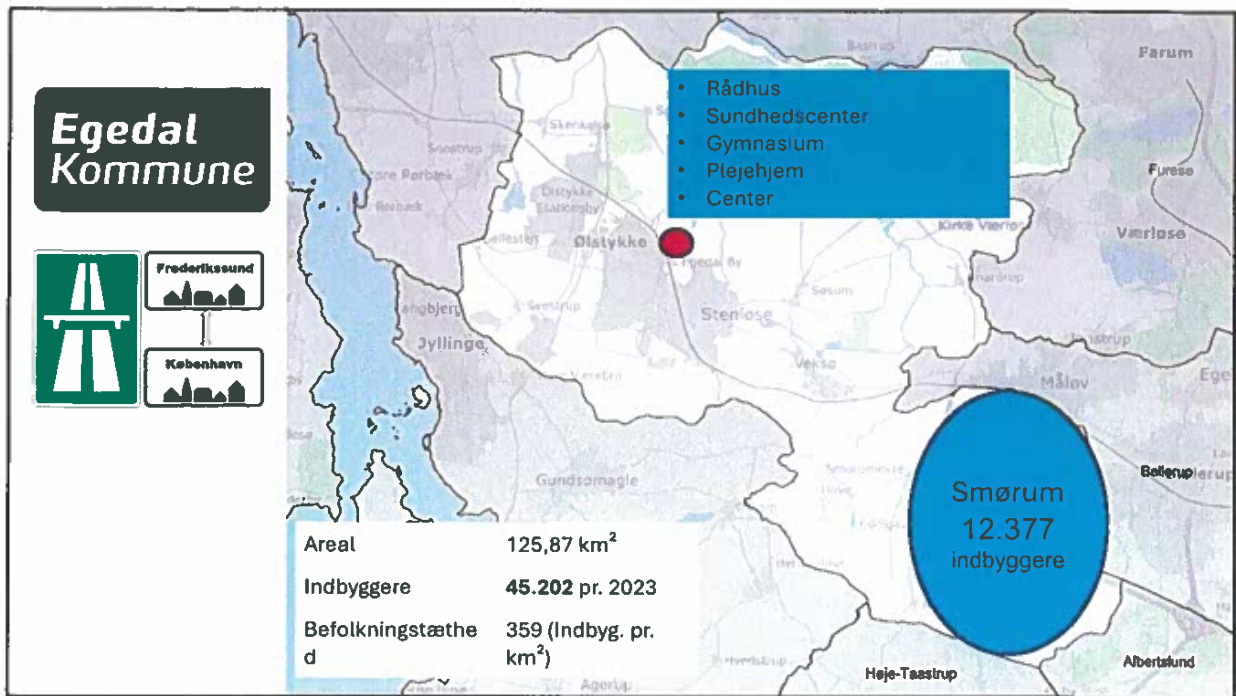 Egedal
Kommune
Frederikssund
København
• Rådhus
• Sundhedscenter
• Gymnasium
• Plejehjem
• Center
Farum
Furesø
Værløse
Ølstykke
Stenløse
Søsum
Veksø
Jyllinge
Måløv
Gundsømagle
Ballerup
Smørum
12.377
indbyggere
Areal 125,87 km²
Indbyggere 45.202 pr. 2023
Befolkningstæthe 359 (Indbyg. pr.
d km²)
Høje-Taastrup
Albertslund
Agerup